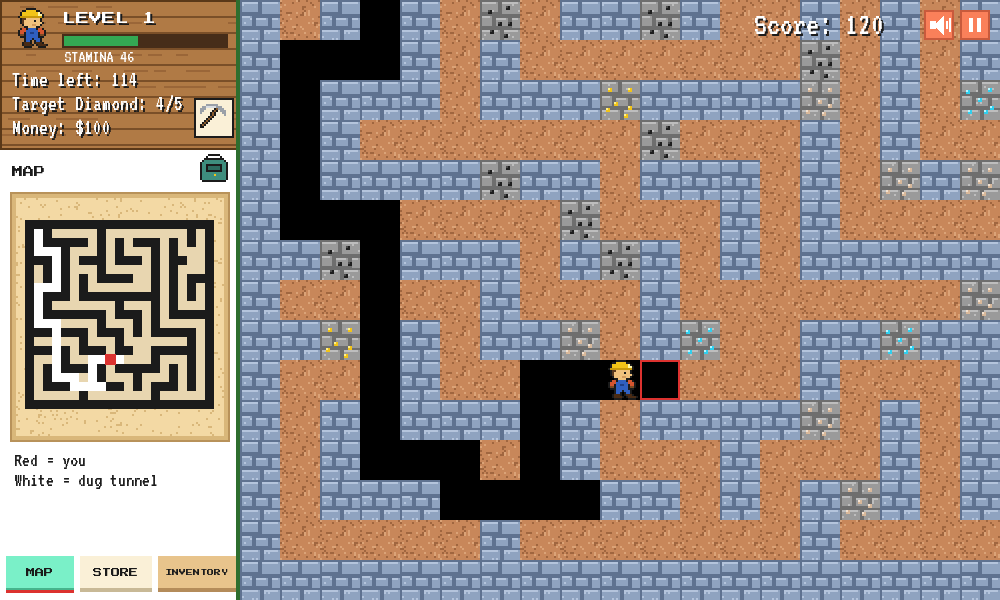 LEVEL 1
STAMINA 46
Time left: 114
Target Diamond: 4/5
Money: $100
Score: 120
MAP
Red = you
White = dug tunnel
MAP
STORE
INVENTORY